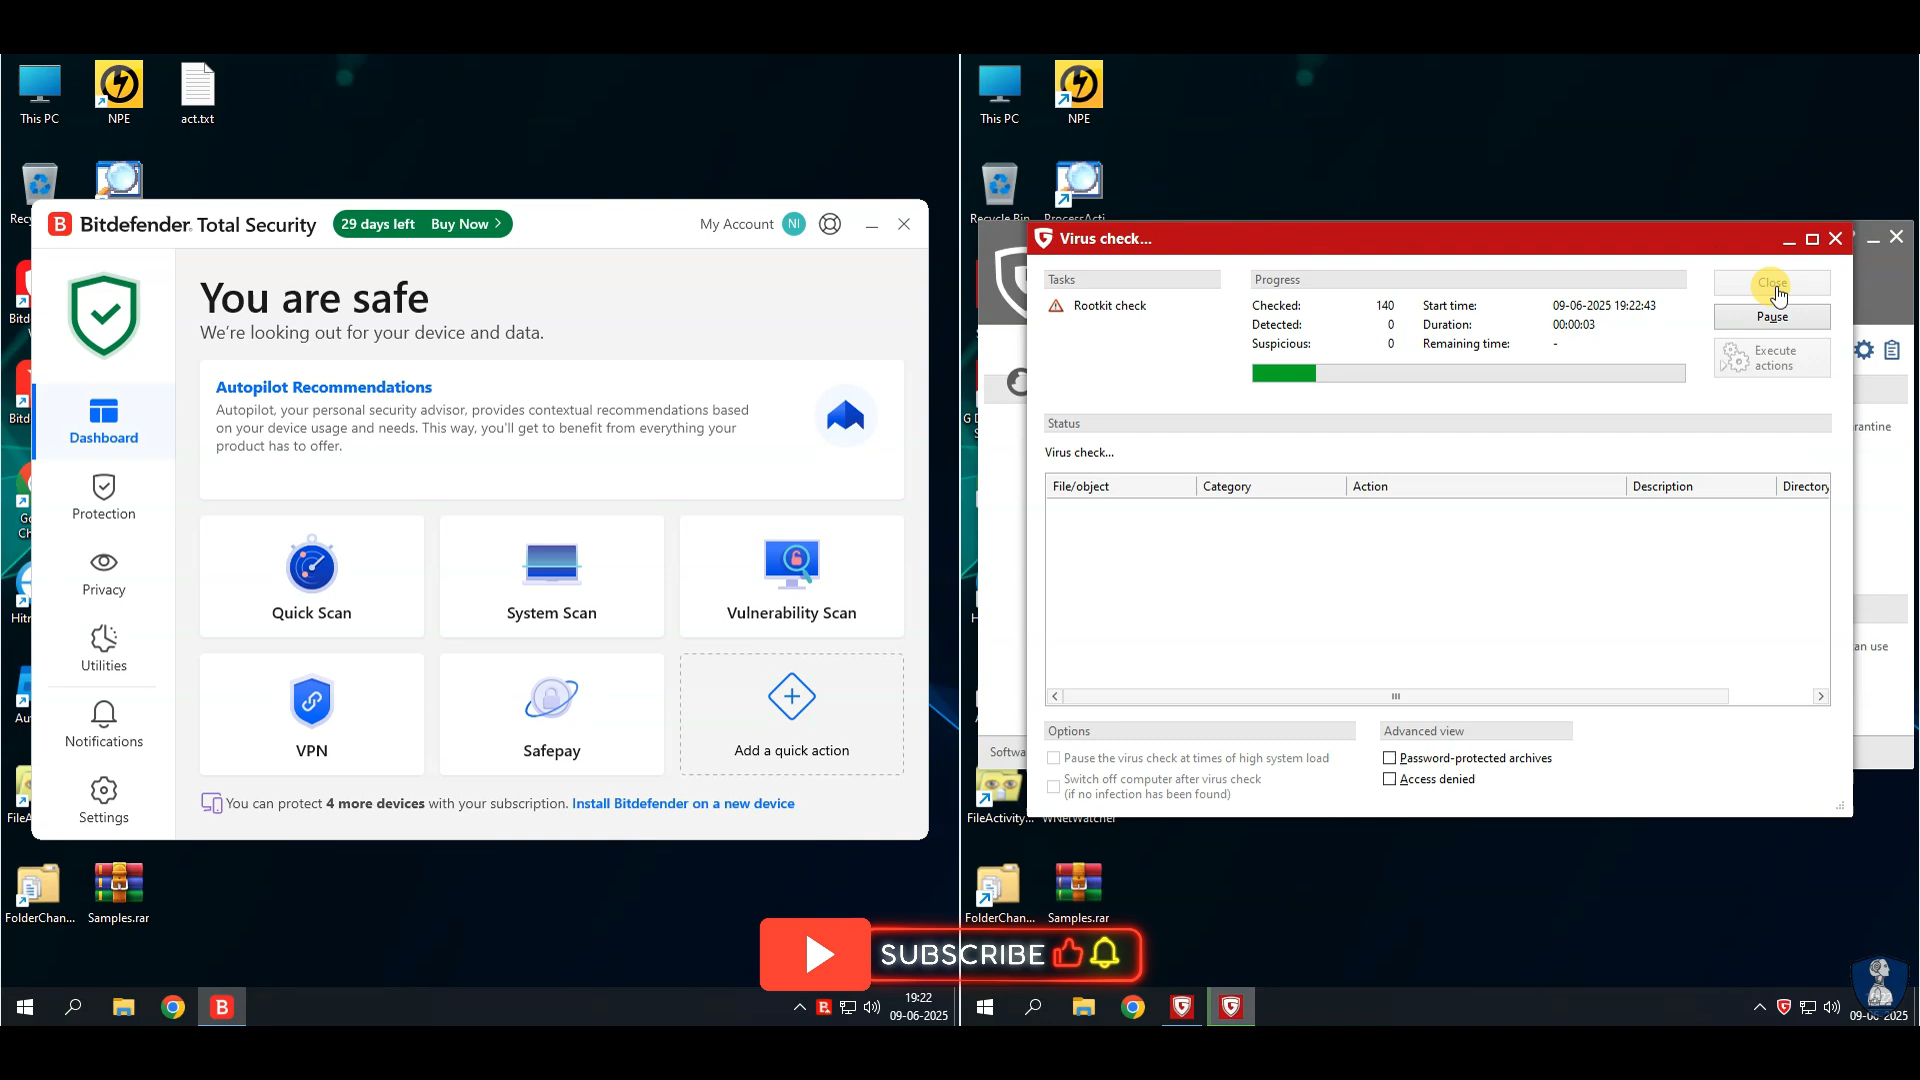 This PC
NPE
act.txt
Bitdefender Total Security
29 days left Buy Now
My Account NI
You are safe
We're looking out for your device and data.
Autopilot Recommendations
Autopilot, your personal security advisor, provides contextual recommendations based
on your device usage and needs. This way, you'll get to benefit from everything your
product has to offer.
Dashboard
Protection
Privacy
Utilities
Notifications
Settings
Quick Scan
System Scan
Vulnerability Scan
VPN
Safepay
Add a quick action
You can protect 4 more devices with your subscription. Install Bitdefender on a new device
FolderChan...
Samples.rar
19:22
09-06-2025
This PC
NPE
Recycle Bin
ProcessActi...
Virus check...
Tasks
Rootkit check
Progress
Checked: 140
Detected: 0
Suspicious: 0
Start time: 09-06-2025 19:22:43
Duration: 00:00:03
Remaining time: -
Close
Pause
Execute
actions
Status
Virus check...
File/object
Category
Action
Description
Directory
Options
Pause the virus check at times of high system load
Switch off computer after virus check
(if no infection has been found)
Advanced view
Password-protected archives
Access denied
FileActivity...
WNetWatcher
FolderChan...
Samples.rar
SUBSCRIBE
09-06-2025